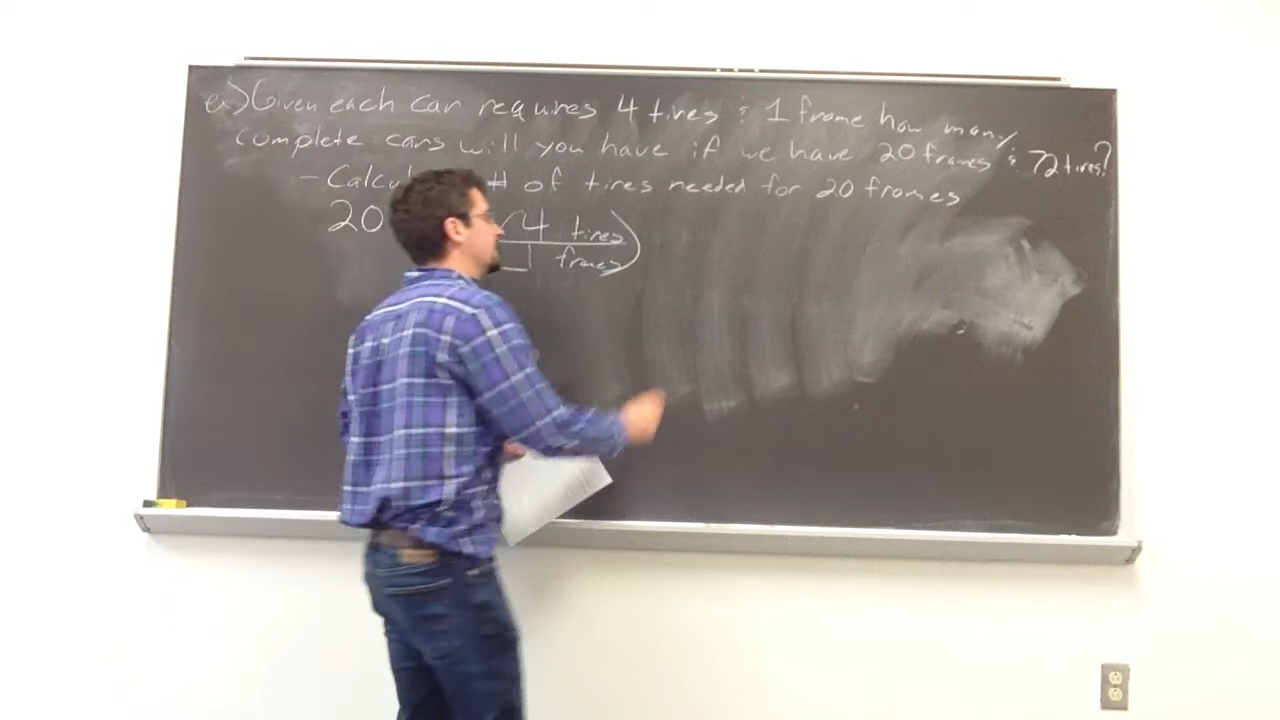 ex) Given each car requires 4 tires & 1 frame how many
complete cars will you have if we have 20 frames & 72 tires?
- Calcul # of tires needed for 20 frames
20 (4 tires)
1 frames